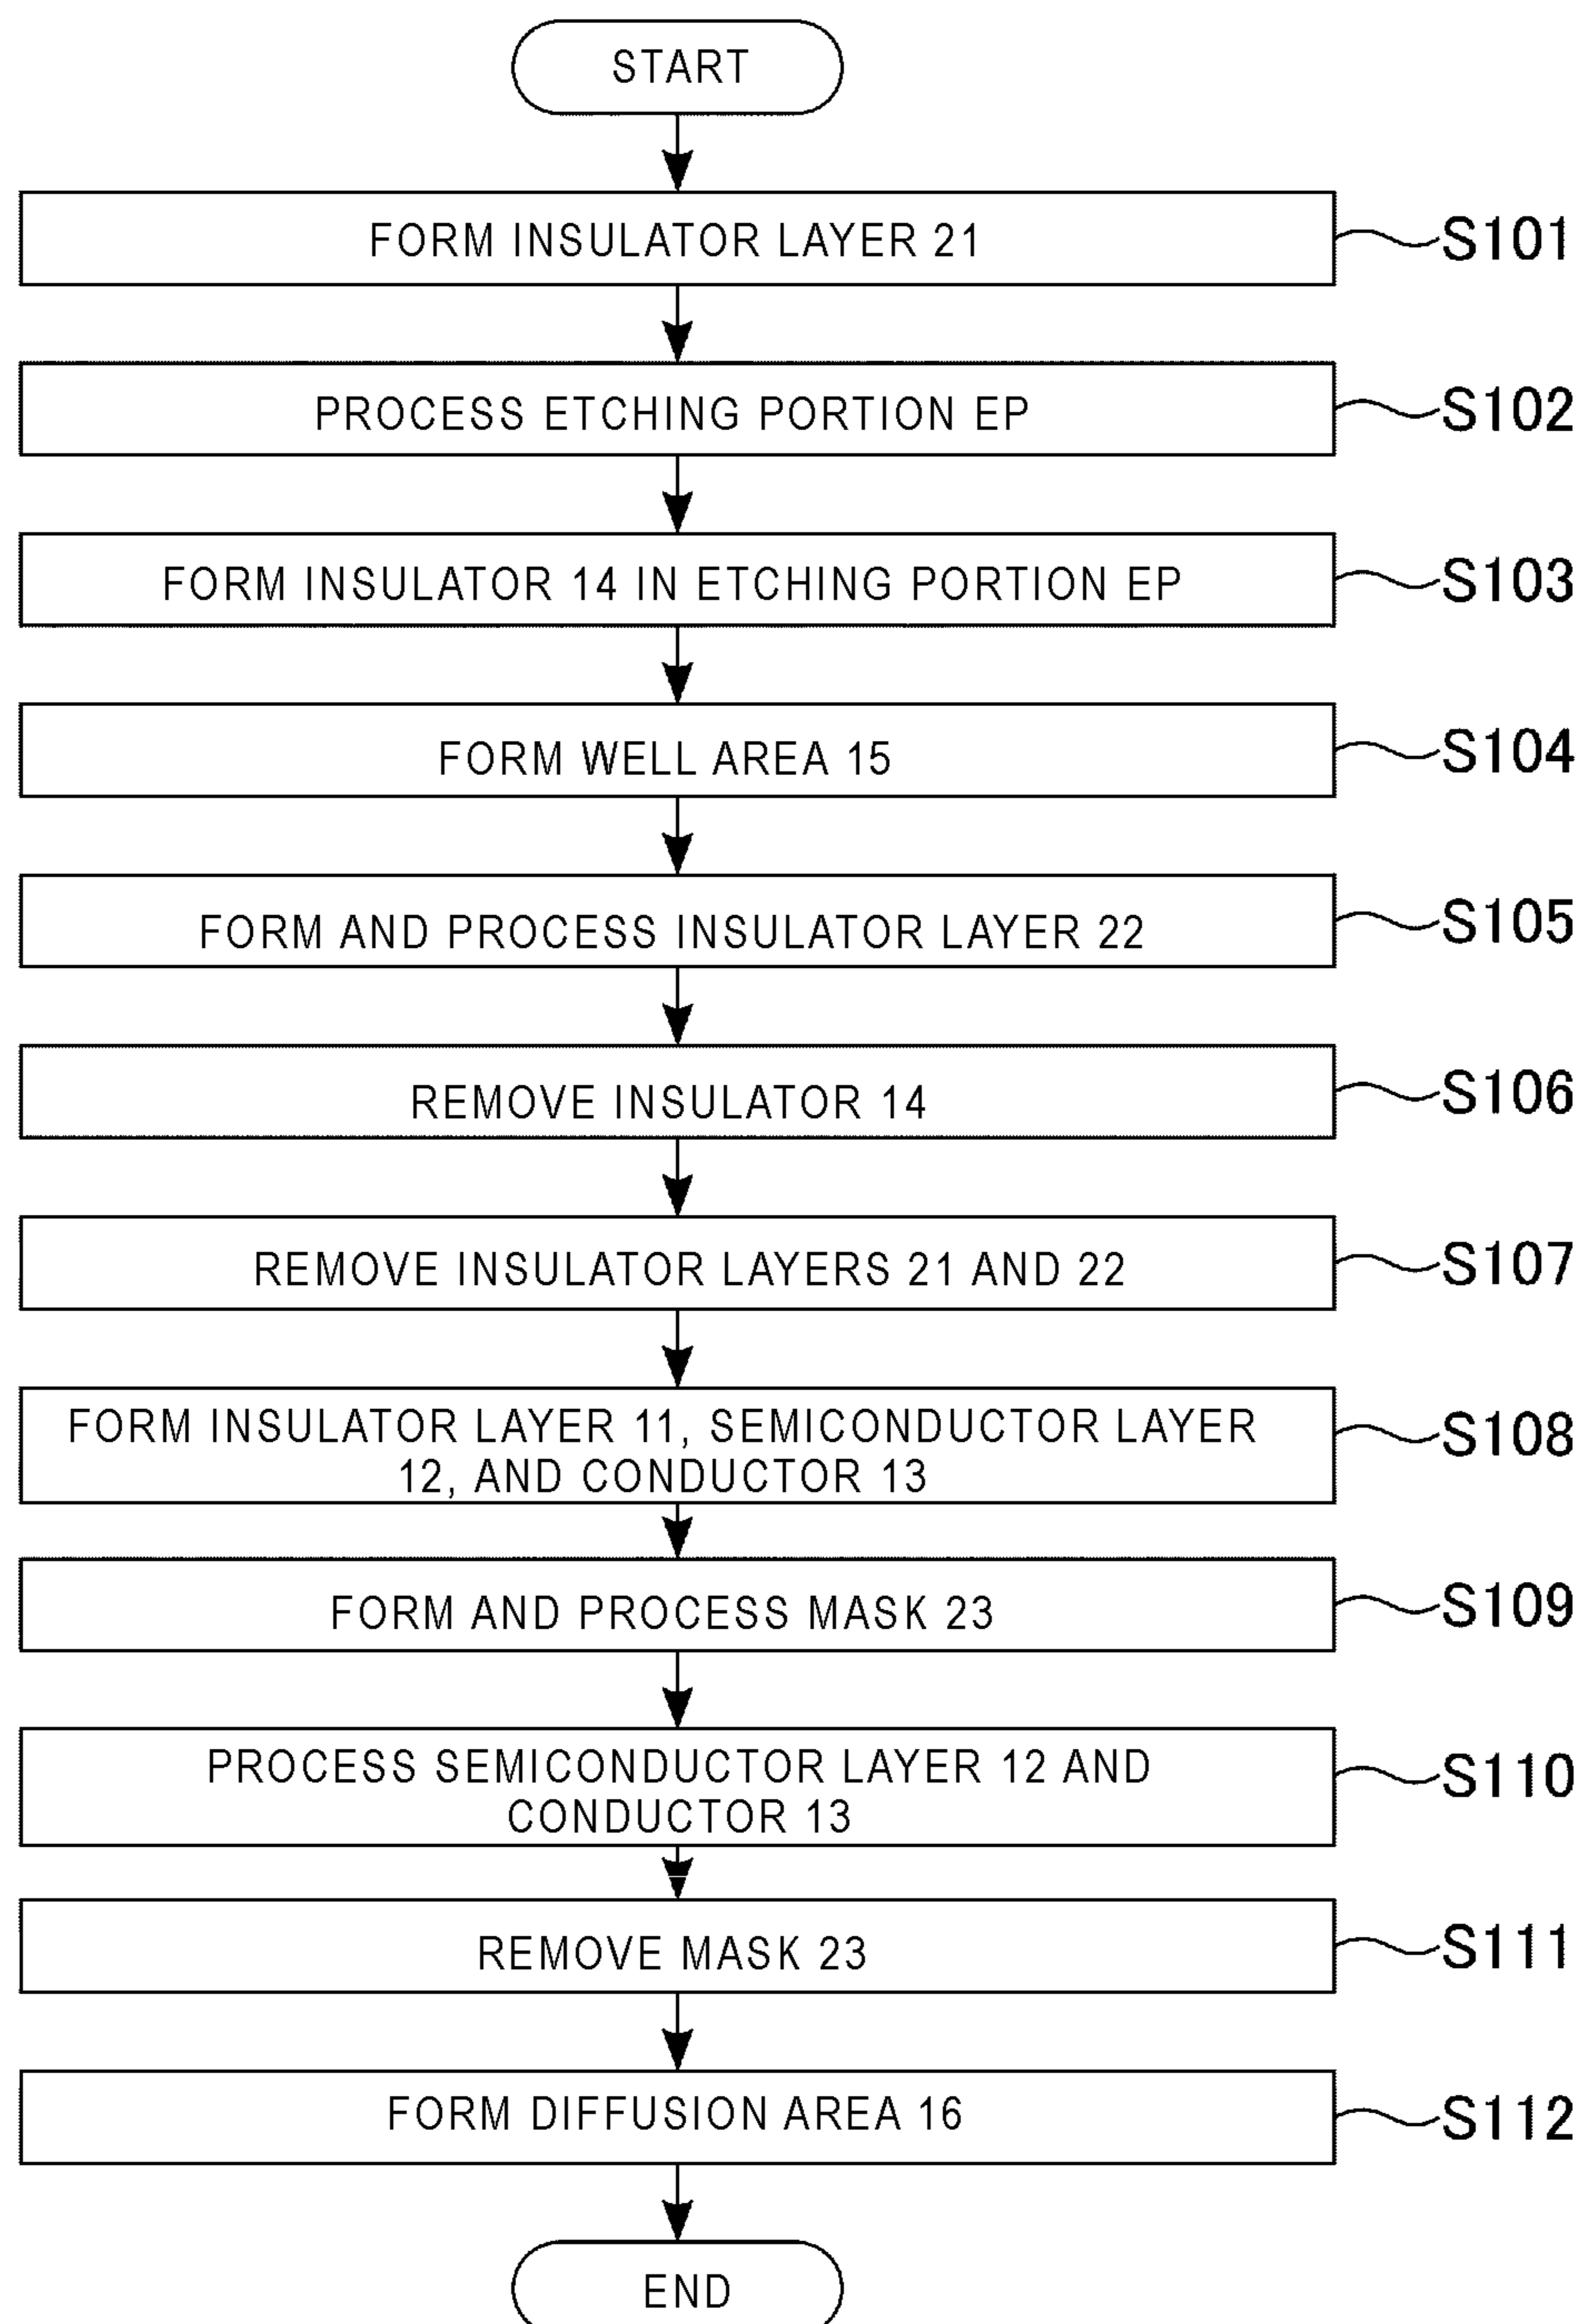 START
FORM INSULATOR LAYER 21
S101
PROCESS ETCHING PORTION EP
S102
FORM INSULATOR 14 IN ETCHING PORTION EP
S103
FORM WELL AREA 15
S104
FORM AND PROCESS INSULATOR LAYER 22
S105
REMOVE INSULATOR 14
S106
REMOVE INSULATOR LAYERS 21 AND 22
S107
FORM INSULATOR LAYER 11, SEMICONDUCTOR LAYER
12, AND CONDUCTOR 13
S108
FORM AND PROCESS MASK 23
S109
PROCESS SEMICONDUCTOR LAYER 12 AND
CONDUCTOR 13
S110
REMOVE MASK 23
S111
FORM DIFFUSION AREA 16
S112
END